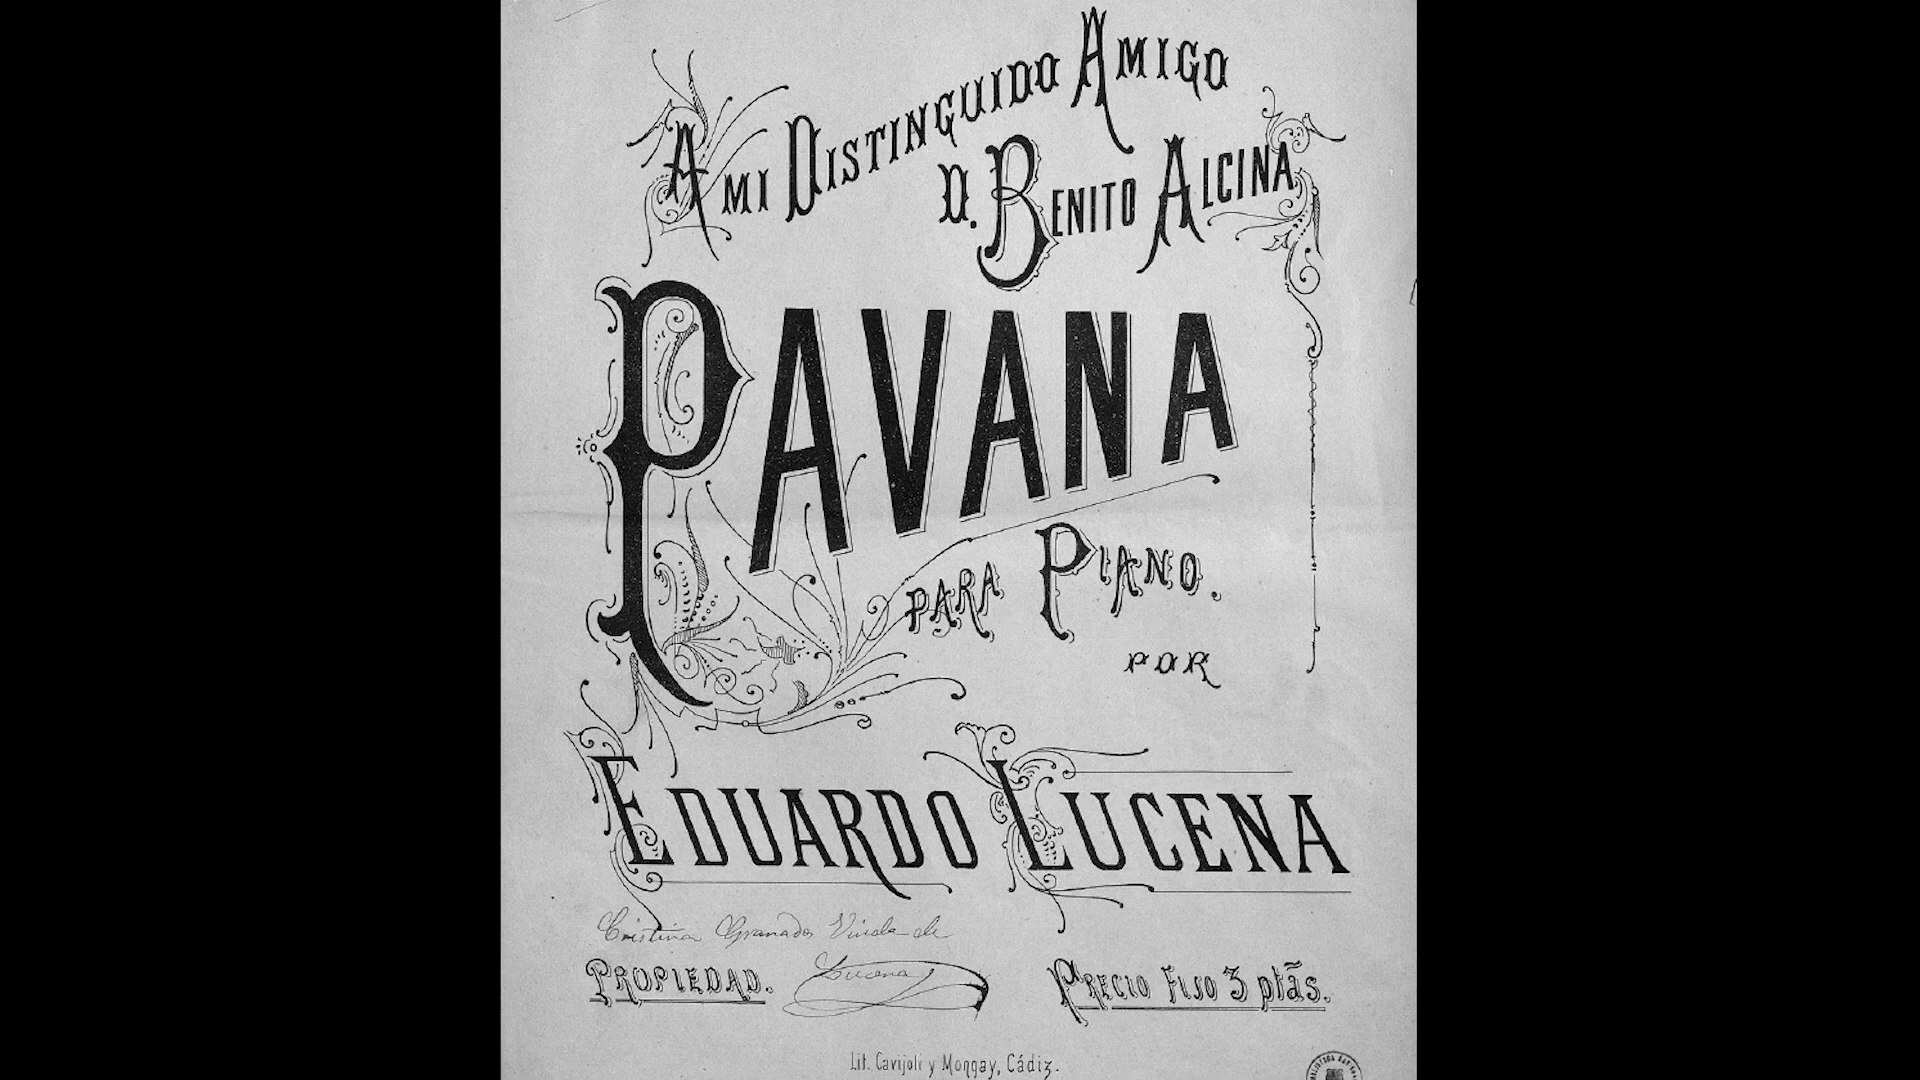 A MI DISTINGUIDO AMIGO
D. BENITO ALCINA
PAVANA
PARA PIANO.
POR
EDUARDO LUCENA
Cristina Granados Viuda de
Lucena
PROPIEDAD.
PRECIO FIJO 3 ptãs.
Lit. Cavijoli y Mongay, Cádiz.